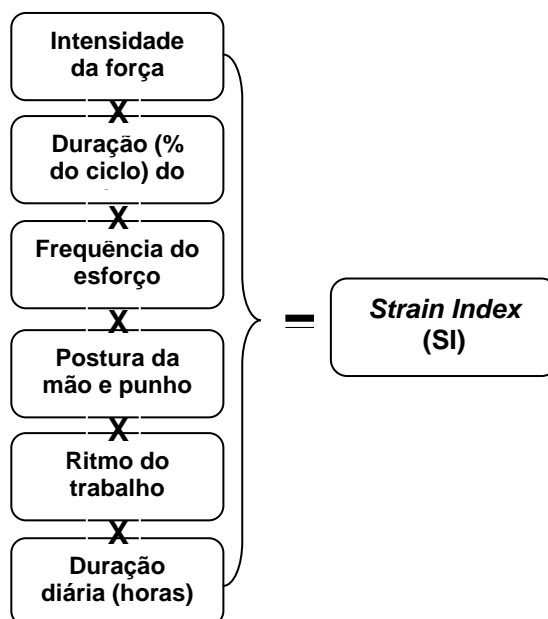 Intensidade
da força
X
Duração (%
do ciclo) do
X
Frequência do
esforço
X
Postura da
mão e punho
X
Ritmo do
trabalho
X
Duração
diária (horas)
=
Strain Index
(SI)